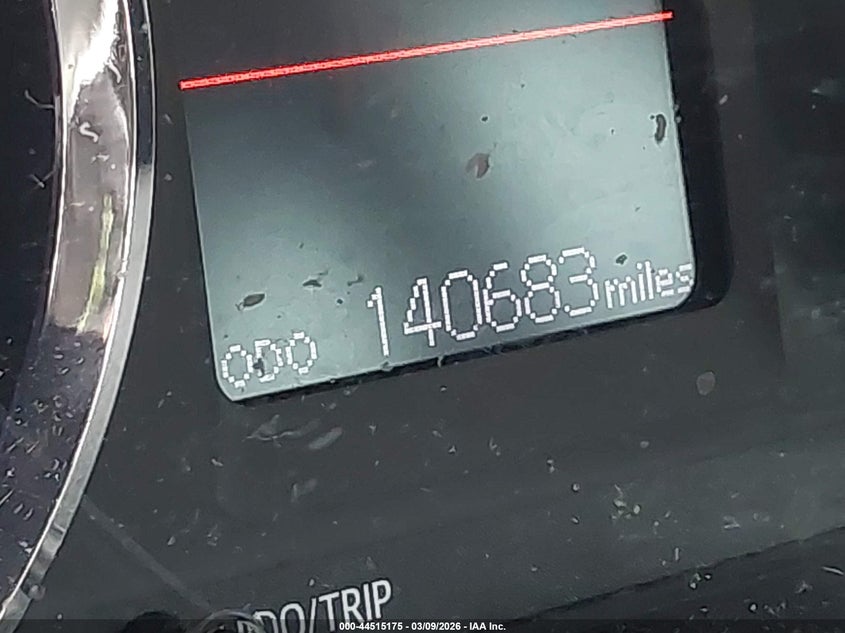 ODO 140683 miles
ODO/TRIP
000-44515175 - 03/09/2026 - IAA Inc.